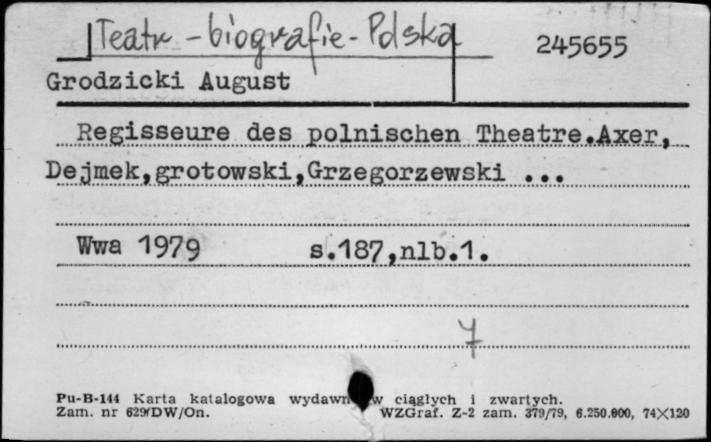 Teatr - biografie - Polska
245655
Grodzicki August
Regisseure des polnischen Theatre.Axer,
Dejmek,grotowski,Grzegorzewski ...
Wwa 1979 s.187,nlb.1.
7
Pu-B-144 Karta katalogowa wydawn w ciągłych i zwartych.
Zam. nr 629/DW/On. WZGraf. Z-2 zam. 379/79, 6.250.000, 74×120